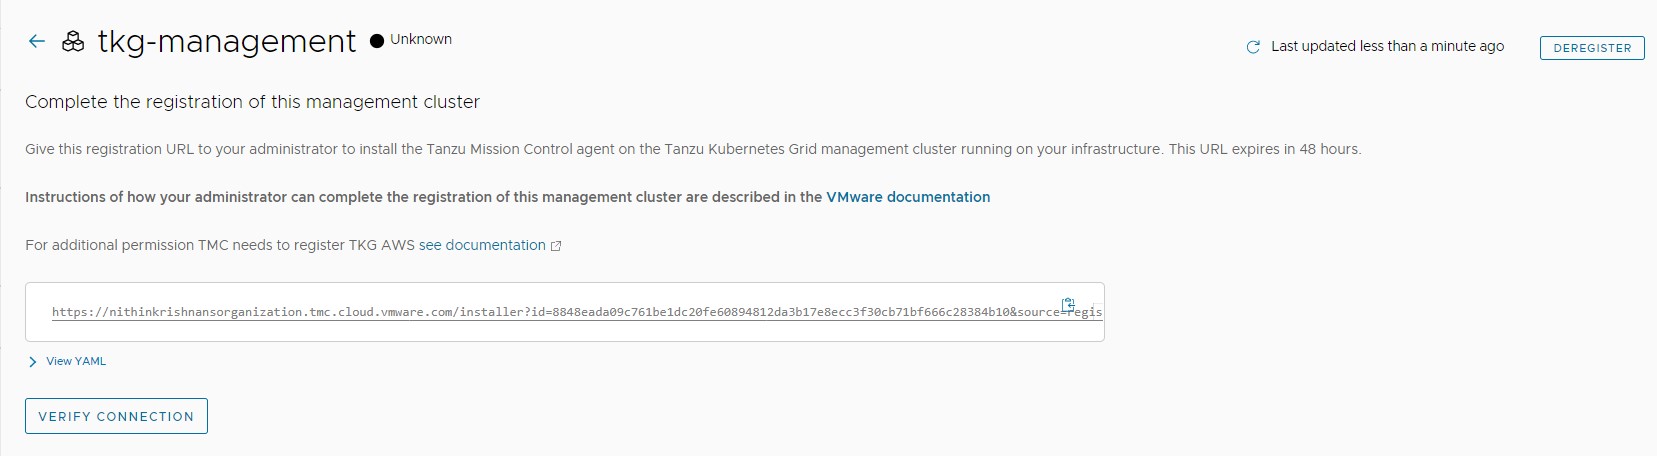 tkg-management Unknown
Last updated less than a minute ago
DEREGISTER
Complete the registration of this management cluster
Give this registration URL to your administrator to install the Tanzu Mission Control agent on the Tanzu Kubernetes Grid management cluster running on your infrastructure. This URL expires in 48 hours.
Instructions of how your administrator can complete the registration of this management cluster are described in the VMware documentation
For additional permission TMC needs to register TKG AWS see documentation
https://nithinkrishnansorganization.tmc.cloud.vmware.com/installer?id=8848eada09c761be1dc20fe60894812da3b17e8ecc3f30cb71bf666c28384b10&source=regis
View YAML
VERIFY CONNECTION